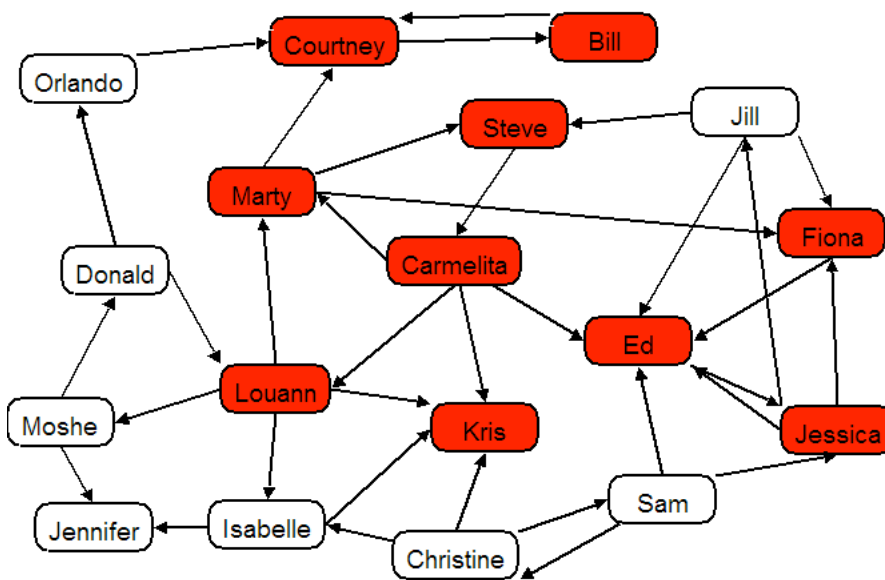 Courtney
Bill
Orlando
Steve
Jill
Marty
Fiona
Donald
Carmelita
Ed
Louann
Moshe
Kris
Jessica
Jennifer
Isabelle
Sam
Christine